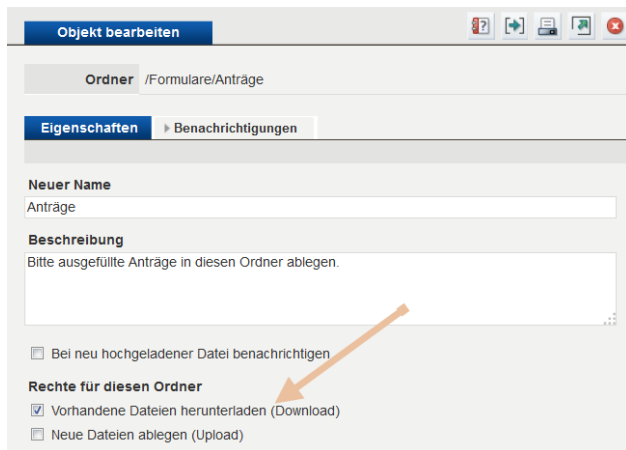 Objekt bearbeiten
Ordner /Formulare/Anträge
Eigenschaften Benachrichtigungen
Neuer Name
Anträge
Beschreibung
Bitte ausgefüllte Anträge in diesen Ordner ablegen.
Bei neu hochgeladener Datei benachrichtigen
Rechte für diesen Ordner
Vorhandene Dateien herunterladen (Download)
Neue Dateien ablegen (Upload)